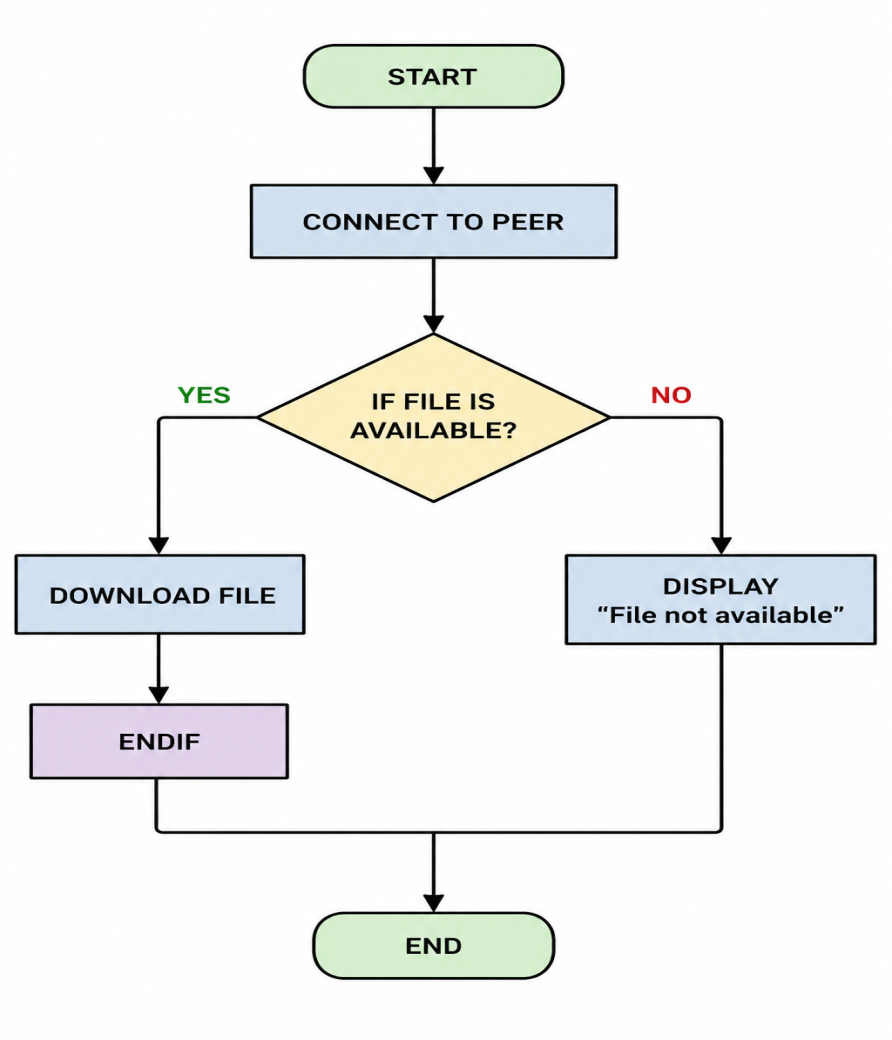 START
CONNECT TO PEER
IF FILE IS
AVAILABLE?
YES
NO
DOWNLOAD FILE
DISPLAY
“File not available”
ENDIF
END